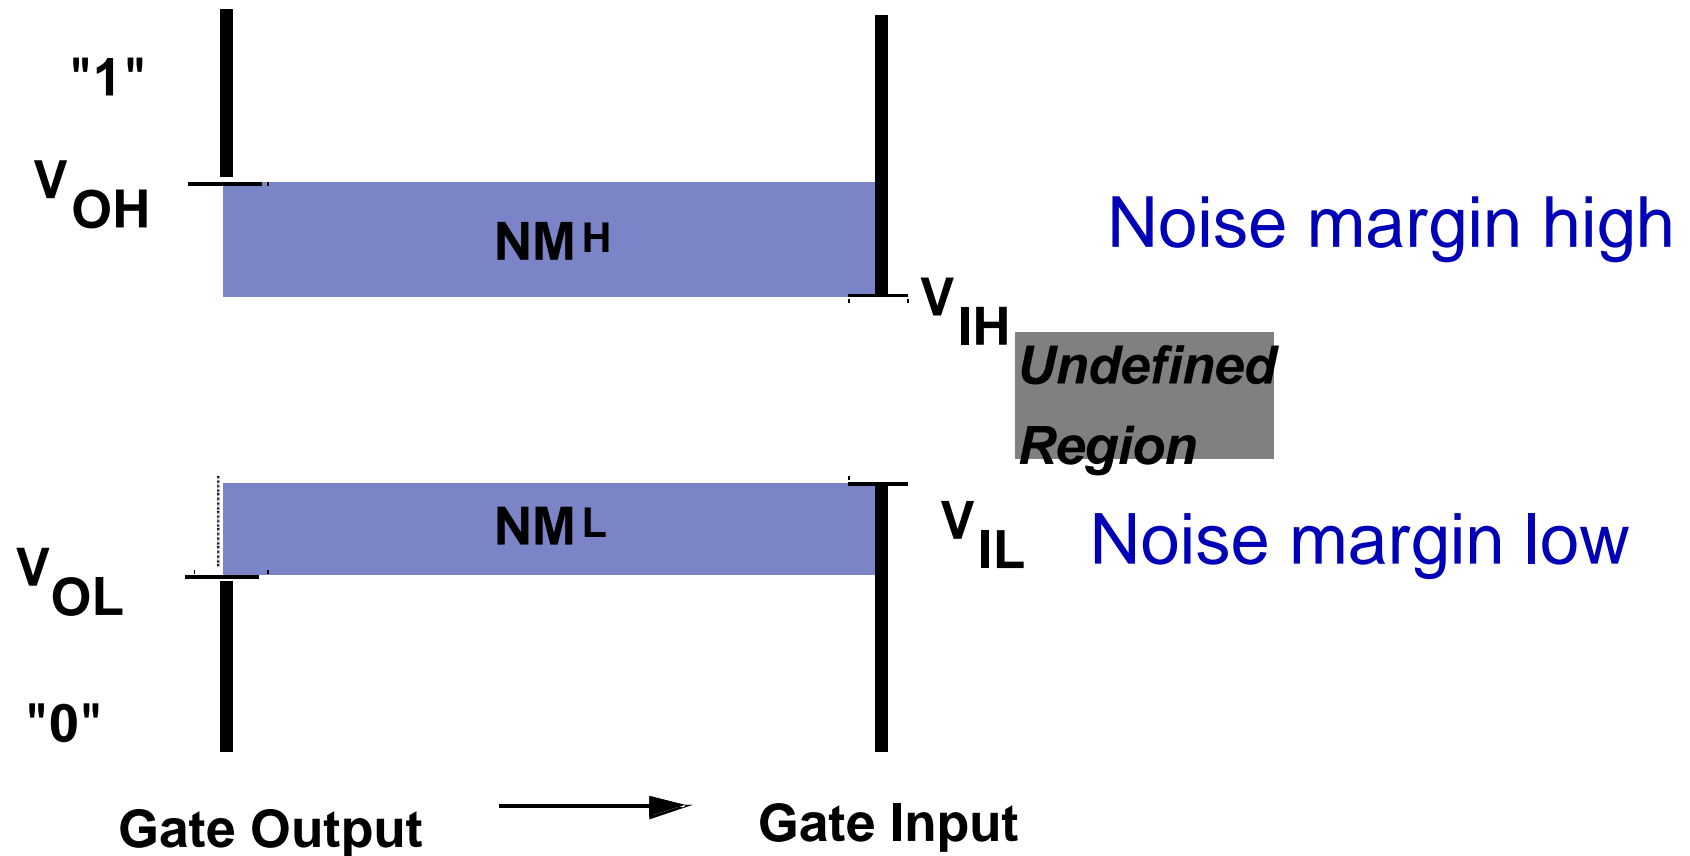 "1"
VOH
NMH
Noise margin high
VIH
Undefined
Region
NML
VIL
Noise margin low
VOL
"0"
Gate Output
Gate Input